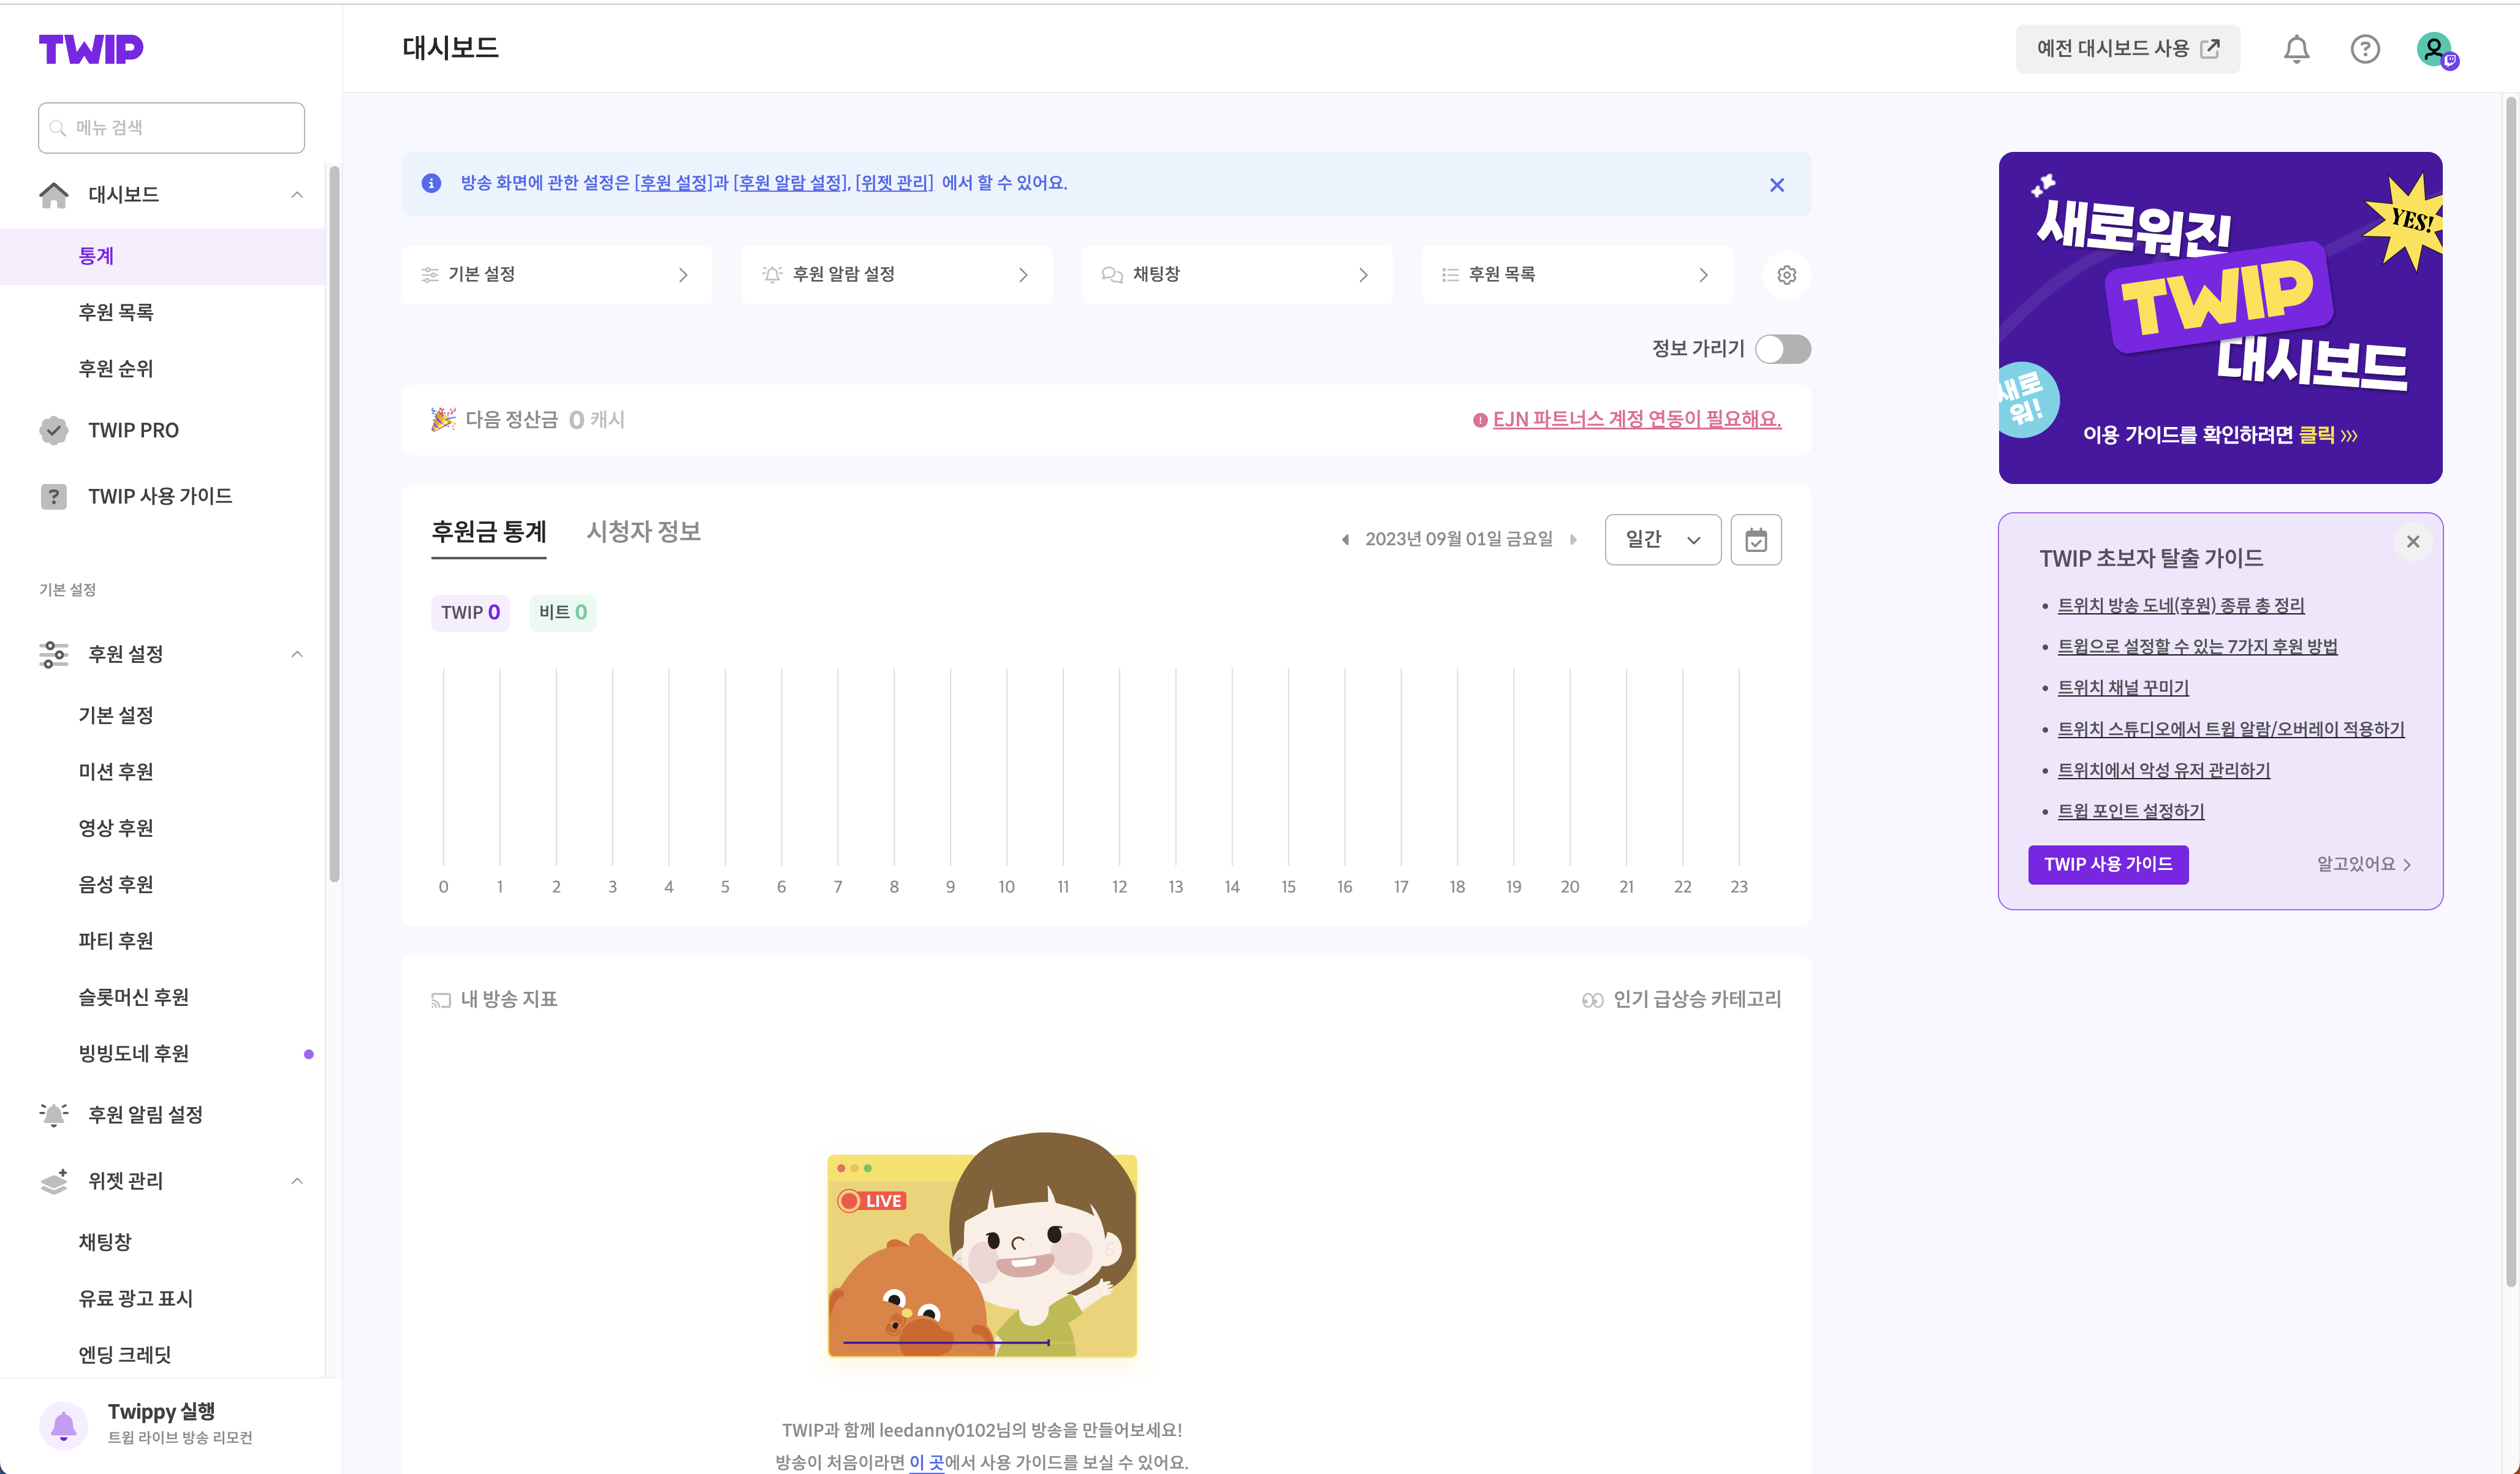 TWIP
메뉴 검색
대시보드
통계
후원 목록
후원 순위
TWIP PRO
TWIP 사용 가이드
기본 설정
후원 설정
기본 설정
미션 후원
영상 후원
음성 후원
파티 후원
슬롯머신 후원
빙빙도네 후원
후원 알림 설정
위젯 관리
채팅창
유료 광고 표시
엔딩 크레딧
Twippy 실행
트윕 라이브 방송 리모컨
대시보드
예전 대시보드 사용
방송 화면에 관한 설정은 [후원 설정]과 [후원 알람 설정], [위젯 관리] 에서 할 수 있어요.
기본 설정
후원 알람 설정
채팅창
후원 목록
정보 가리기
다음 정산금 0 캐시
EJN 파트너스 계정 연동이 필요해요.
후원금 통계
시청자 정보
2023년 09월 01일 금요일
일간
TWIP 0
비트 0
0 1 2 3 4 5 6 7 8 9 10 11 12 13 14 15 16 17 18 19 20 21 22 23
내 방송 지표
인기 급상승 카테고리
LIVE
TWIP과 함께 leedanny0102님의 방송을 만들어보세요!
방송이 처음이라면 이 곳에서 사용 가이드를 보실 수 있어요.
새로워진
YES!
TWIP
대시보드
새로
워!
이용 가이드를 확인하려면 클릭 》
TWIP 초보자 탈출 가이드
• 트위치 방송 도네(후원) 종류 총 정리
• 트윕으로 설정할 수 있는 7가지 후원 방법
• 트위치 채널 꾸미기
• 트위치 스튜디오에서 트윕 알람/오버레이 적용하기
• 트위치에서 악성 유저 관리하기
• 트윕 포인트 설정하기
TWIP 사용 가이드
알고있어요 >